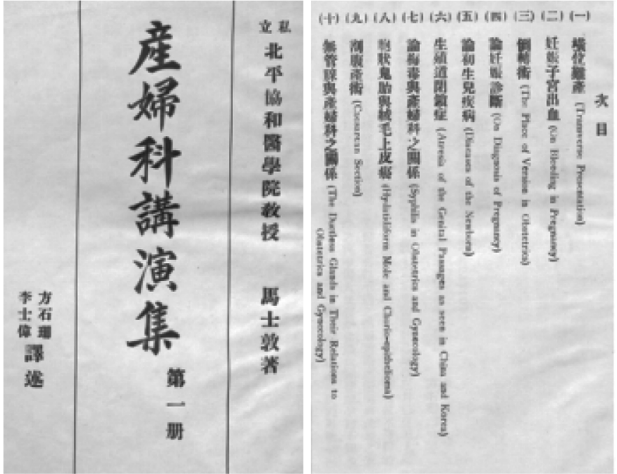 私立北平協和醫學院教授 馬士敦著
產婦科講演集 第一册
方石珊 李士偉 譯述
次目
(一) 橫位難產 (Transverse Presentation)
(二) 妊娠子宮出血 (On Bleeding in Pregnancy)
(三) 倒轉術 (The Place of Version in Obstetrics)
(四) 論妊娠診斷 (On Diagnosis of Pregnancy)
(五) 論初生兒疾病 (Diseases of the Newborn)
(六) 生殖道閉鎖症 (Atresia of the Genital Passages as seen in China and Korea)
(七) 論梅毒與產婦科之關係 (Syphilis in Obstetrics and Gynecology)
(八) 胞狀鬼胎與絨毛上皮癌 (Hydatidiform Mole and Chorio-epithelioma)
(九) 剖腹產術 (Caesarean Section)
(十) 無管腺與產婦科之關係 (The Ductless Glands in Their Relations to
Obstetrics and Gynecology)